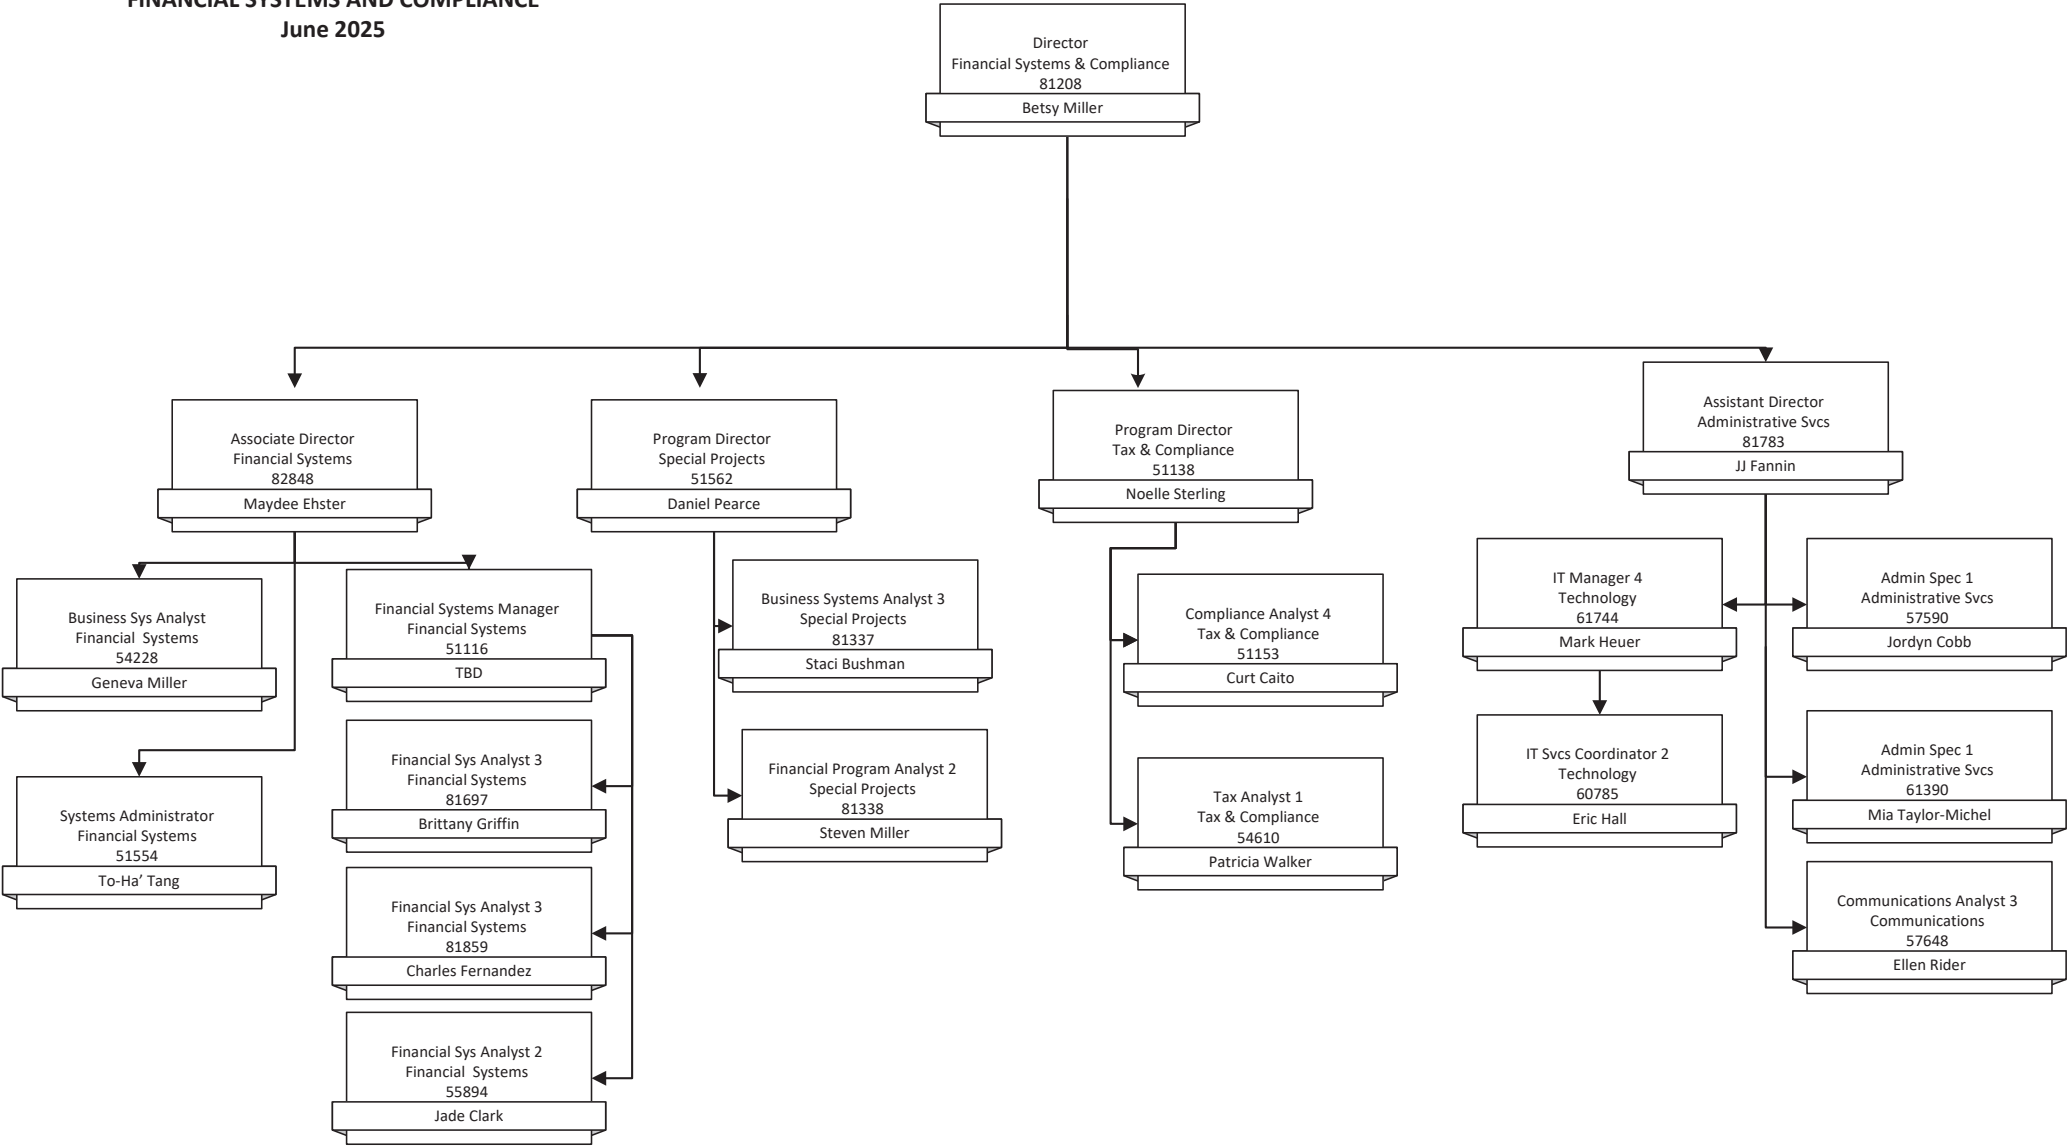 FINANCIAL SYSTEMS AND COMPLIANCE
June 2025
Director
Financial Systems & Compliance
81208
Betsy Miller
Associate Director
Financial Systems
82848
Maydee Ehster
Program Director
Special Projects
51562
Daniel Pearce
Program Director
Tax & Compliance
51138
Noelle Sterling
Assistant Director
Administrative Svcs
81783
JJ Fannin
Business Sys Analyst
Financial  Systems
54228
Geneva Miller
Financial Systems Manager
Financial Systems
51116
TBD
Business Systems Analyst 3
Special Projects
81337
Staci Bushman
Compliance Analyst 4
Tax & Compliance
51153
Curt Caito
IT Manager 4
Technology
61744
Mark Heuer
Admin Spec 1
Administrative Svcs
57590
Jordyn Cobb
Systems Administrator
Financial Systems
51554
To-Ha’ Tang
Financial Sys Analyst 3
Financial Systems
81697
Brittany Griffin
Financial Program Analyst 2
Special Projects
81338
Steven Miller
Tax Analyst 1
Tax & Compliance
54610
Patricia Walker
IT Svcs Coordinator 2
Technology
60785
Eric Hall
Admin Spec 1
Administrative Svcs
61390
Mia Taylor-Michel
Financial Sys Analyst 3
Financial Systems
81859
Charles Fernandez
Communications Analyst 3
Communications
57648
Ellen Rider
Financial Sys Analyst 2
Financial  Systems
55894
Jade Clark